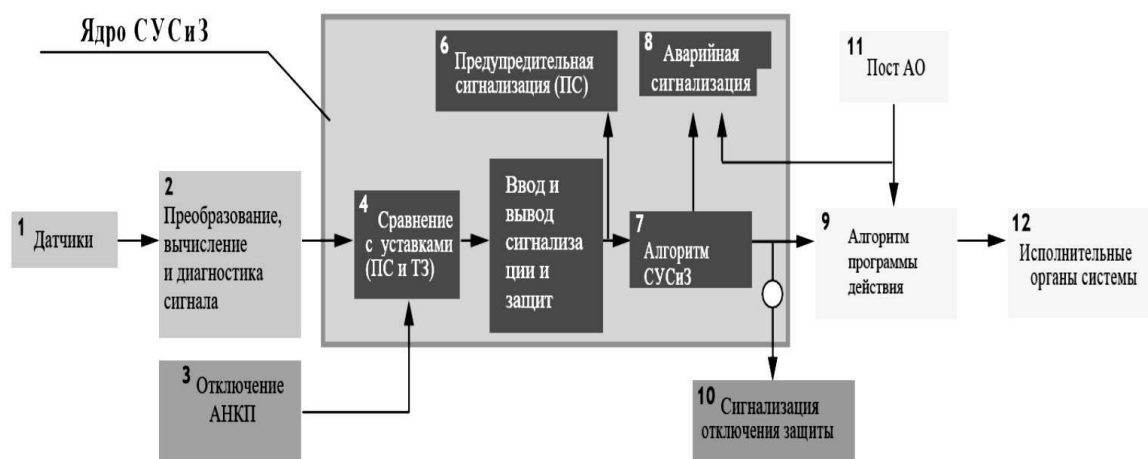 Ядро СУСиЗ
1 Датчики
2
Преобразование,
вычисление
и диагностика
сигнала
3 Отключение
АНКП
4
Сравнение
с уставками
(ПС и ТЗ)
Ввод и
вывод
сигнализа
ции и
защит
6 Предупредительная
сигнализация (ПС)
7
Алгоритм
СУСиЗ
8 Аварийная
сигнализация
9
Алгоритм
программы
действия
10 Сигнализация
отключения защиты
11
Пост АО
12
Исполнительные
органы системы